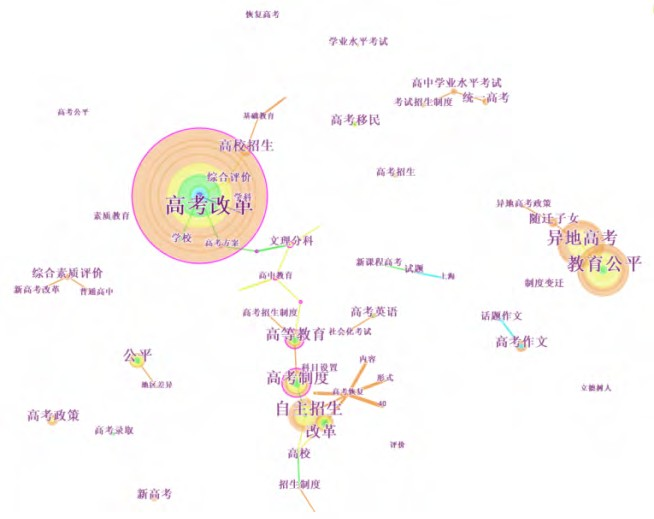 恢复高考
学业水平考试
高中学业水平考试
考试招生制度
统一高考
高考公平
基础教育
高考移民
高校招生
综合评价
学科
高考改革
高考招生
素质教育
学校
高考方案
文理分科
异地高考政策
随迁子女
异地高考
教育公平
综合素质评价
新高考改革
普通高中
高中教育
新课程高考
试题
上海
制度变迁
高考招生制度
高考英语
社会化考试
高等教育
话题作文
高考作文
公平
地区差异
科目设置
内容
高考制度
形式
高考恢复
立德树人
自主招生
改革
高考政策
高考录取
评价
高校
招生制度
新高考